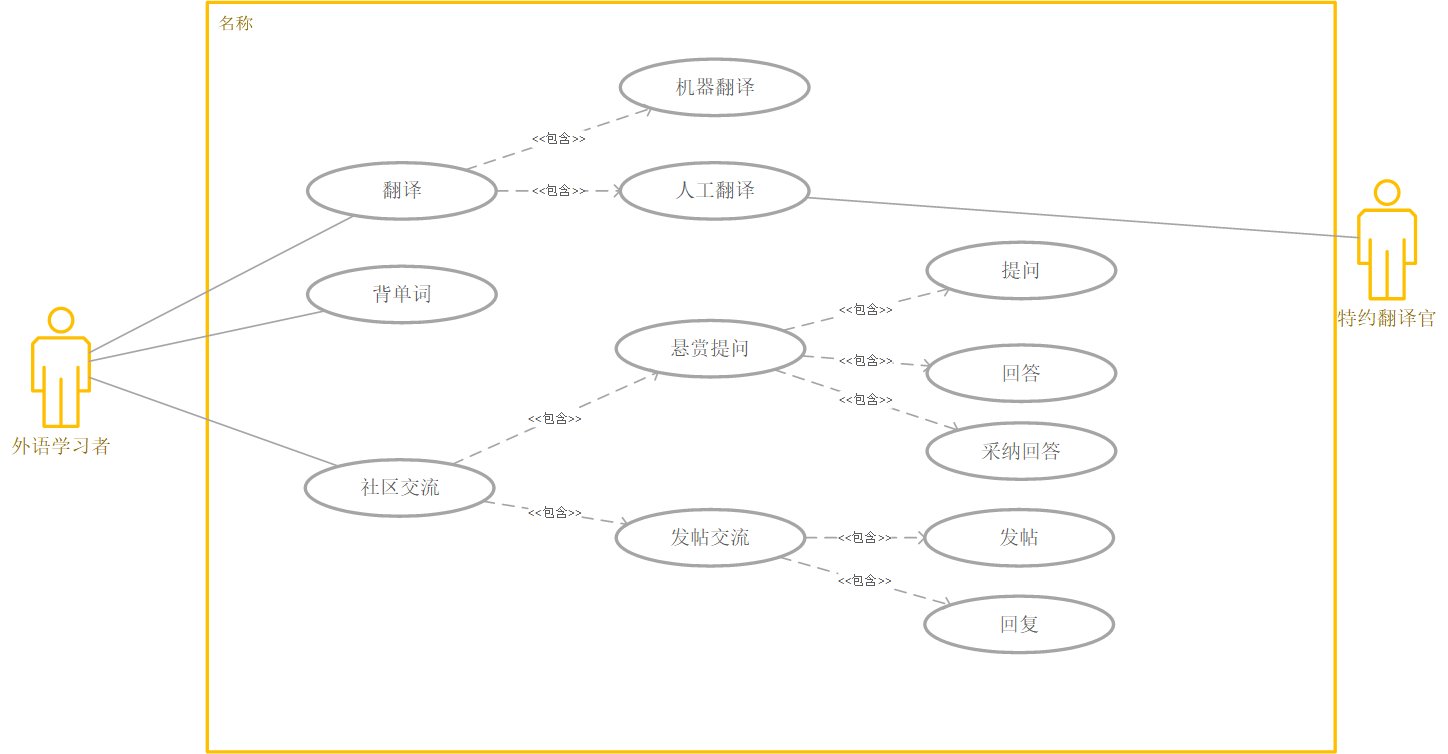 名称
机器翻译
<<包含>>
翻译
<<包含>>
人工翻译
提问
背单词
<<包含>>
特约翻译官
悬赏提问
<<包含>>
回答
<<包含>>
<<包含>>
外语学习者
采纳回答
社区交流
<<包含>>
发帖交流
<<包含>>
发帖
<<包含>>
回复